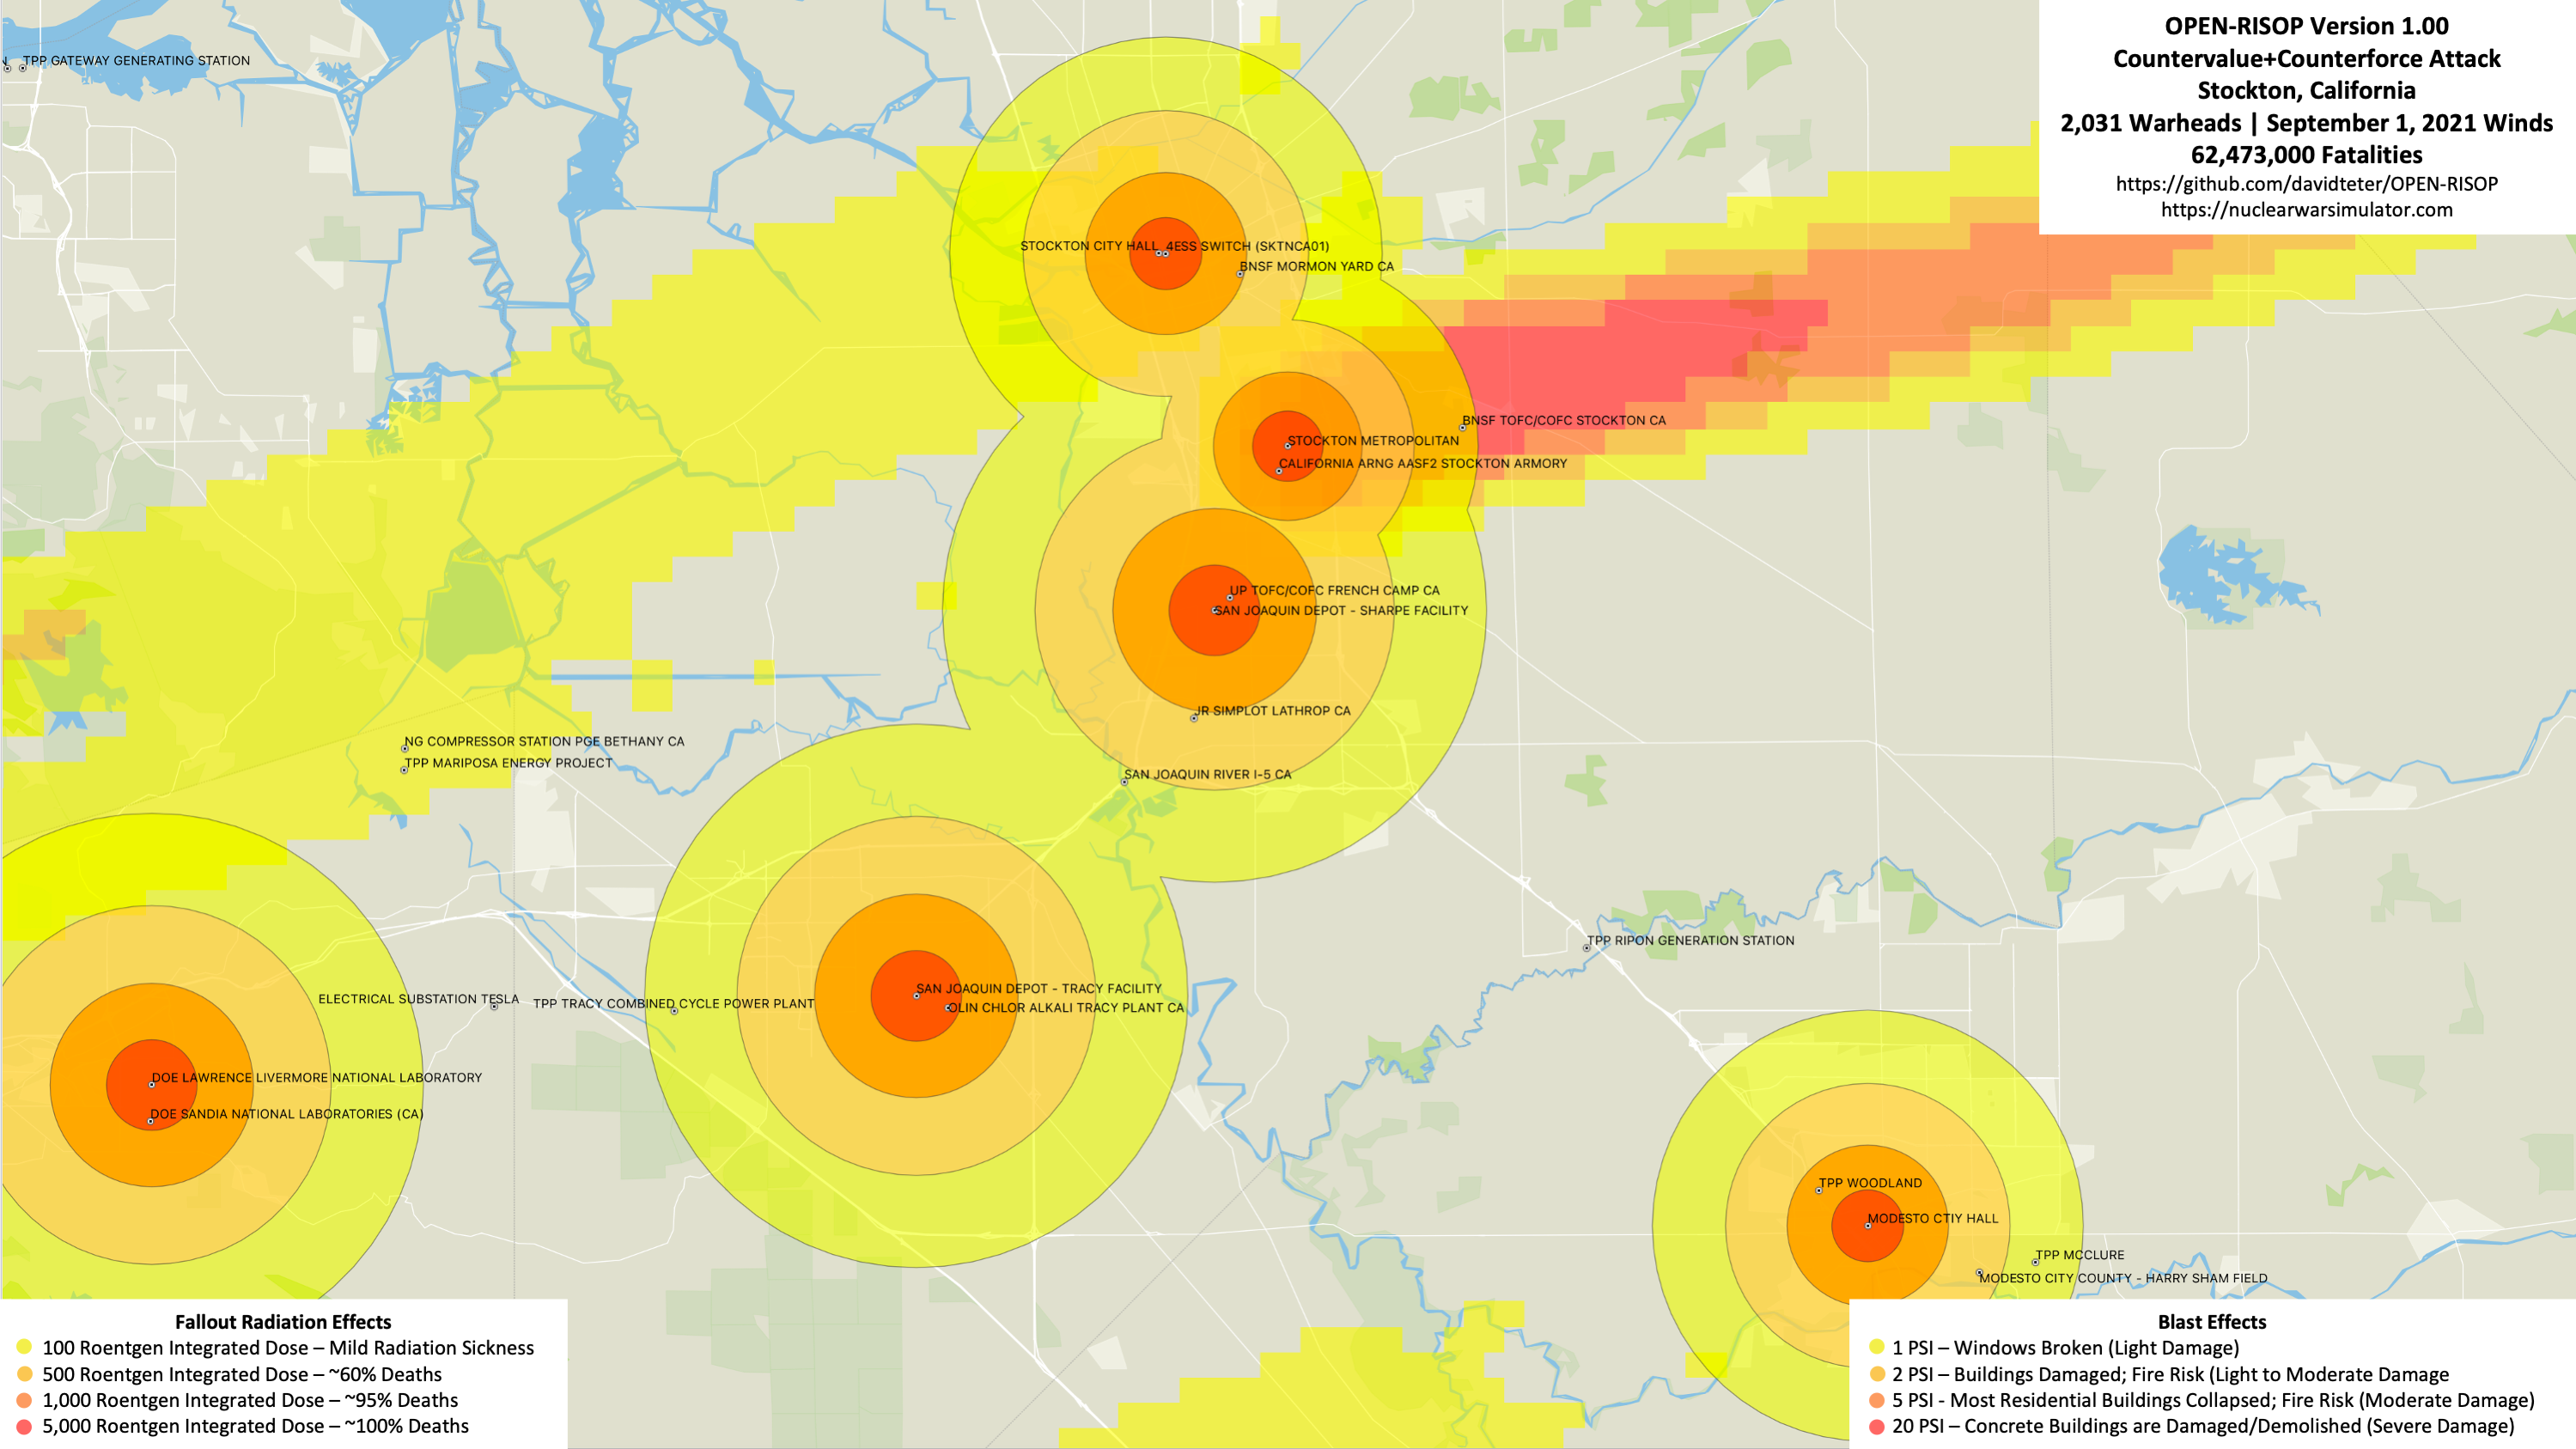 OPEN-RISOP Version 1.00
Countervalue+Counterforce Attack
Stockton, California
2,031 Warheads | September 1, 2021 Winds
62,473,000 Fatalities
https://github.com/davidteter/OPEN-RISOP
https://nuclearwarsimulator.com
TPP GATEWAY GENERATING STATION
STOCKTON CITY HALL 4ESS SWITCH (SKTNCA01)
BNSF MORMON YARD CA
BNSF TOFC/COFC STOCKTON CA
STOCKTON METROPOLITAN
CALIFORNIA ARNG AASF2 STOCKTON ARMORY
UP TOFC/COFC FRENCH CAMP CA
SAN JOAQUIN DEPOT - SHARPE FACILITY
JR SIMPLOT LATHROP CA
NG COMPRESSOR STATION PGE BETHANY CA
TPP MARIPOSA ENERGY PROJECT
SAN JOAQUIN RIVER I-5 CA
TPP RIPON GENERATION STATION
SAN JOAQUIN DEPOT - TRACY FACILITY
ELECTRICAL SUBSTATION TESLA
TPP TRACY COMBINED CYCLE POWER PLANT
OLIN CHLOR ALKALI TRACY PLANT CA
DOE LAWRENCE LIVERMORE NATIONAL LABORATORY
DOE SANDIA NATIONAL LABORATORIES (CA)
TPP WOODLAND
MODESTO CTIY HALL
TPP MCCLURE
MODESTO CITY COUNTY - HARRY SHAM FIELD
Fallout Radiation Effects
100 Roentgen Integrated Dose – Mild Radiation Sickness
500 Roentgen Integrated Dose – ~60% Deaths
1,000 Roentgen Integrated Dose – ~95% Deaths
5,000 Roentgen Integrated Dose – ~100% Deaths
Blast Effects
1 PSI – Windows Broken (Light Damage)
2 PSI – Buildings Damaged; Fire Risk (Light to Moderate Damage
5 PSI - Most Residential Buildings Collapsed; Fire Risk (Moderate Damage)
20 PSI – Concrete Buildings are Damaged/Demolished (Severe Damage)